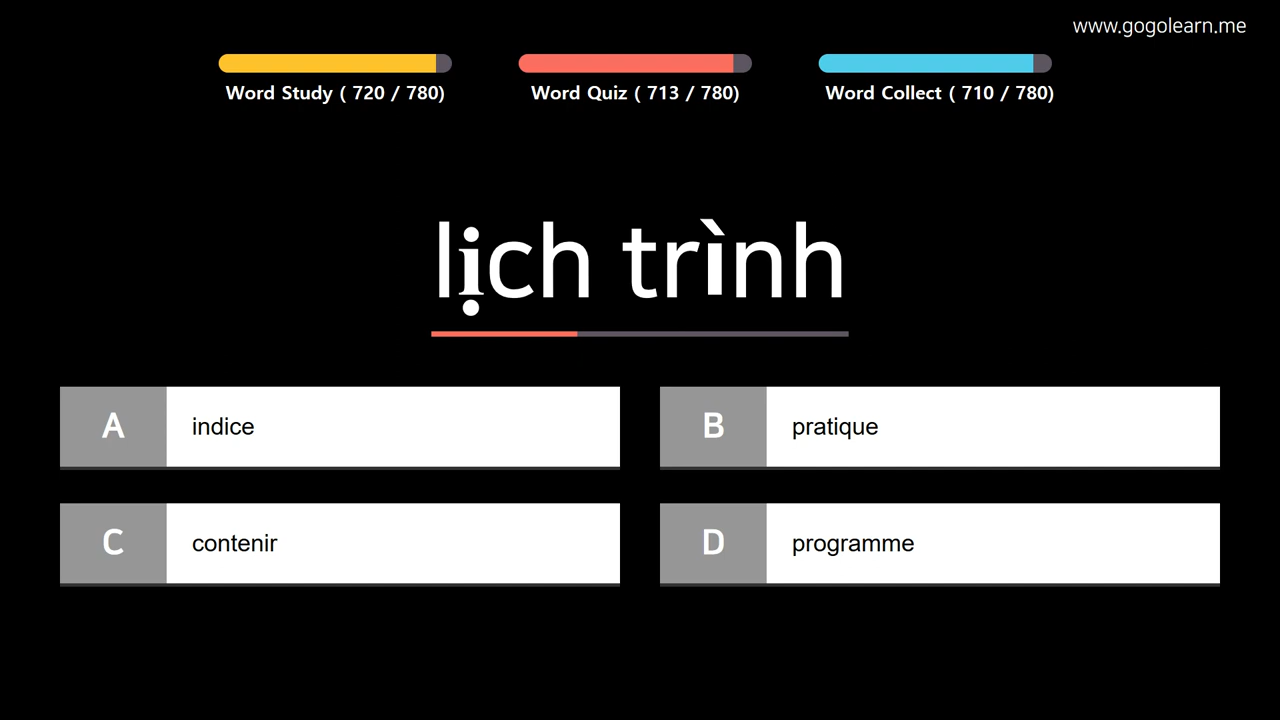 www.gogolearn.me
Word Study ( 720 / 780)
Word Quiz ( 713 / 780)
Word Collect ( 710 / 780)
lịch trình
A indice
B pratique
C contenir
D programme